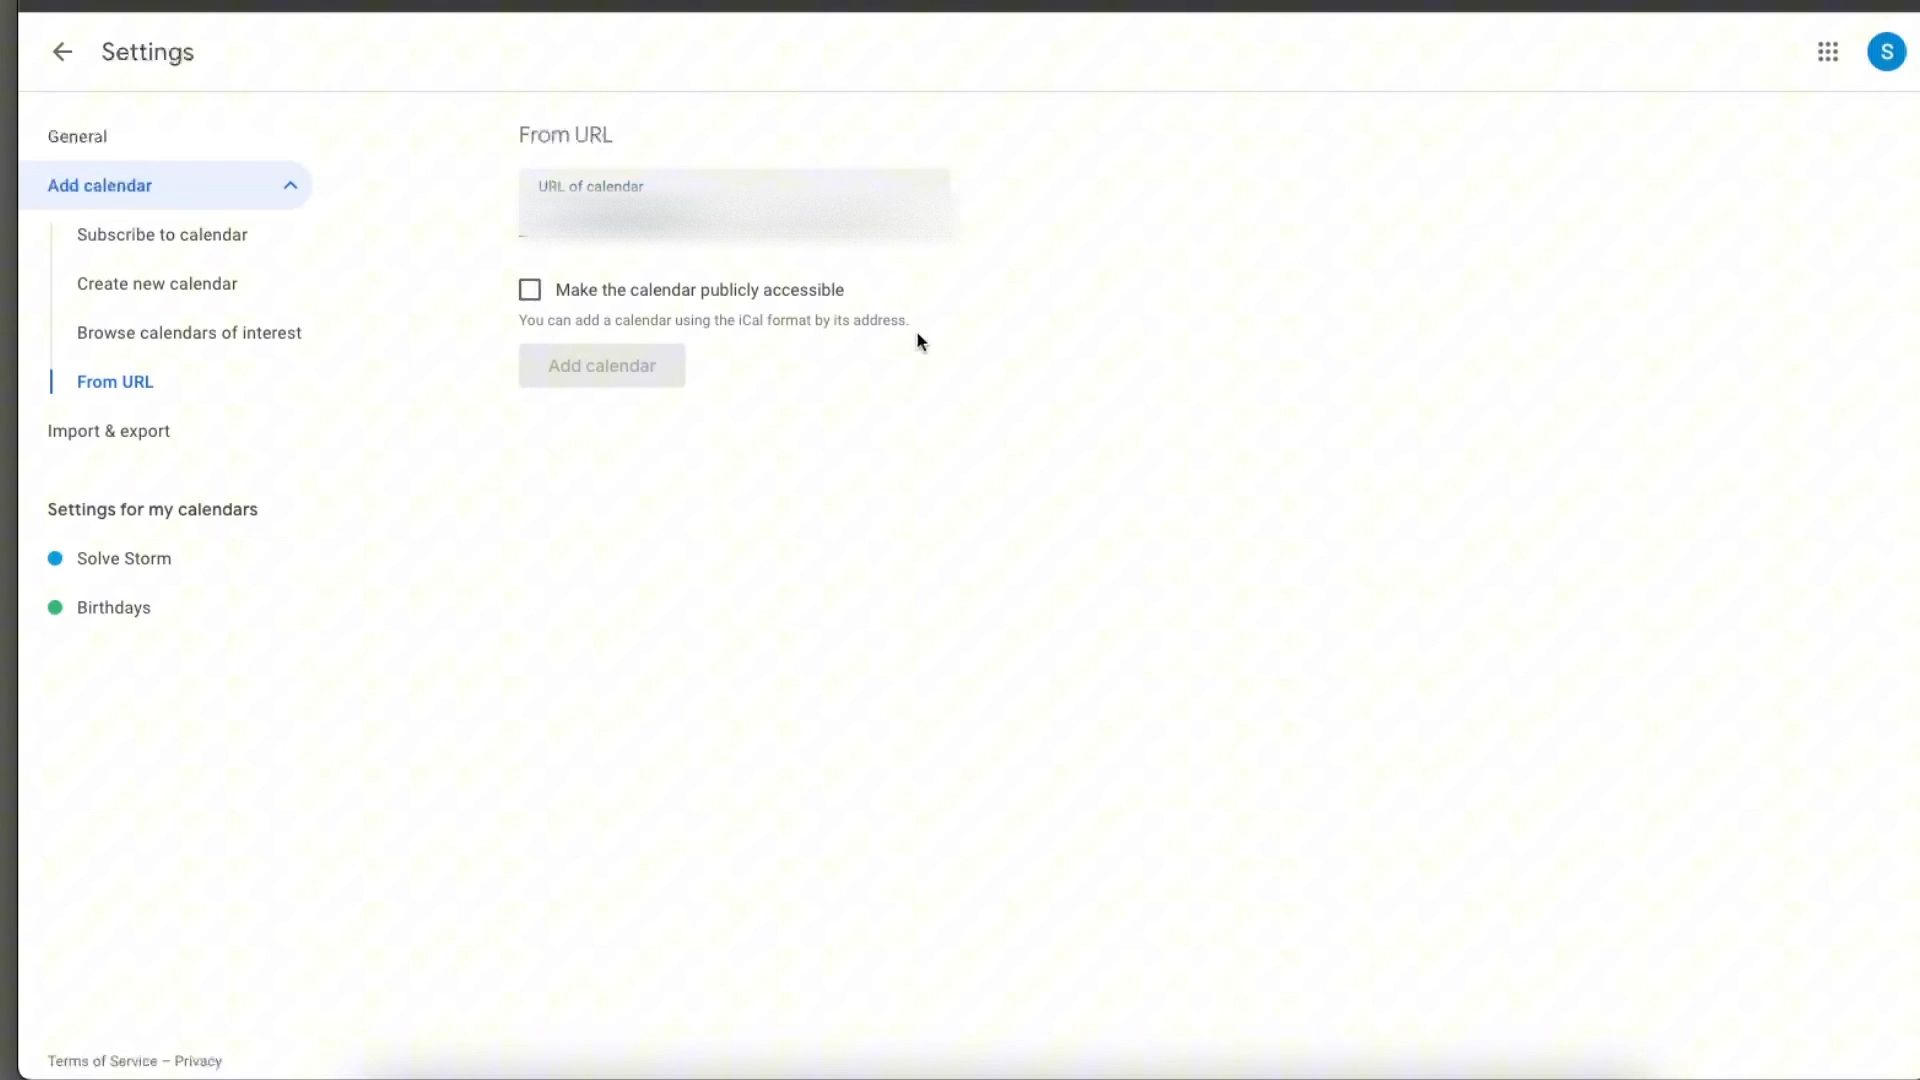 Settings
S
General
Add calendar
Subscribe to calendar
Create new calendar
Browse calendars of interest
From URL
Import & export
Settings for my calendars
Solve Storm
Birthdays
From URL
URL of calendar
Make the calendar publicly accessible
You can add a calendar using the iCal format by its address.
Add calendar
Terms of Service – Privacy